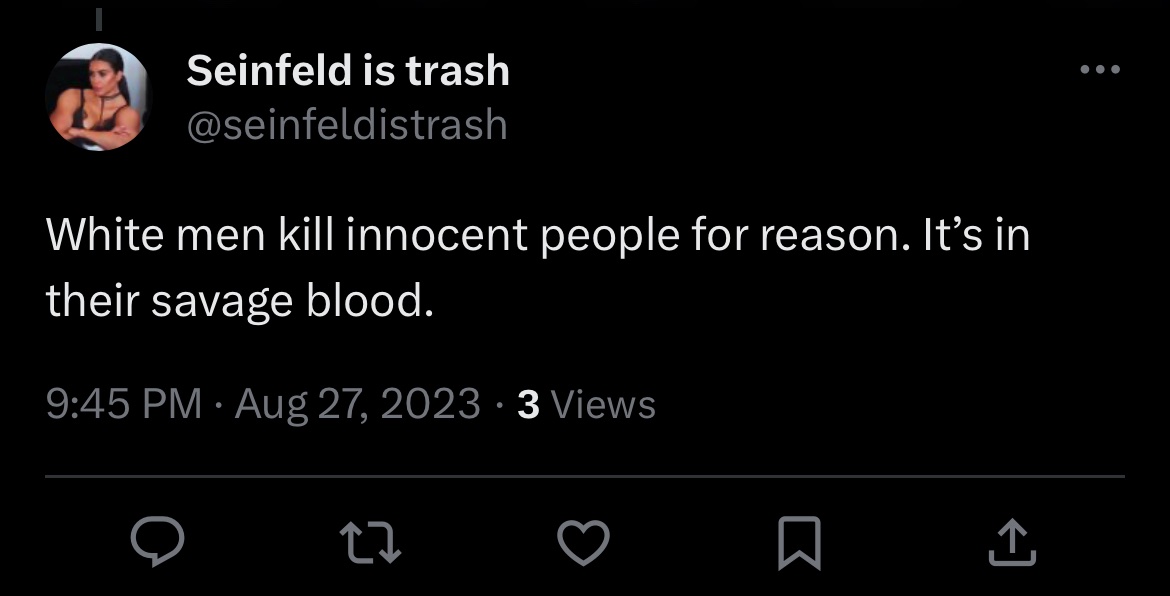 Seinfeld is trash
@seinfeldistrash
White men kill innocent people for reason. It’s in
their savage blood.
9:45 PM · Aug 27, 2023 · 3 Views